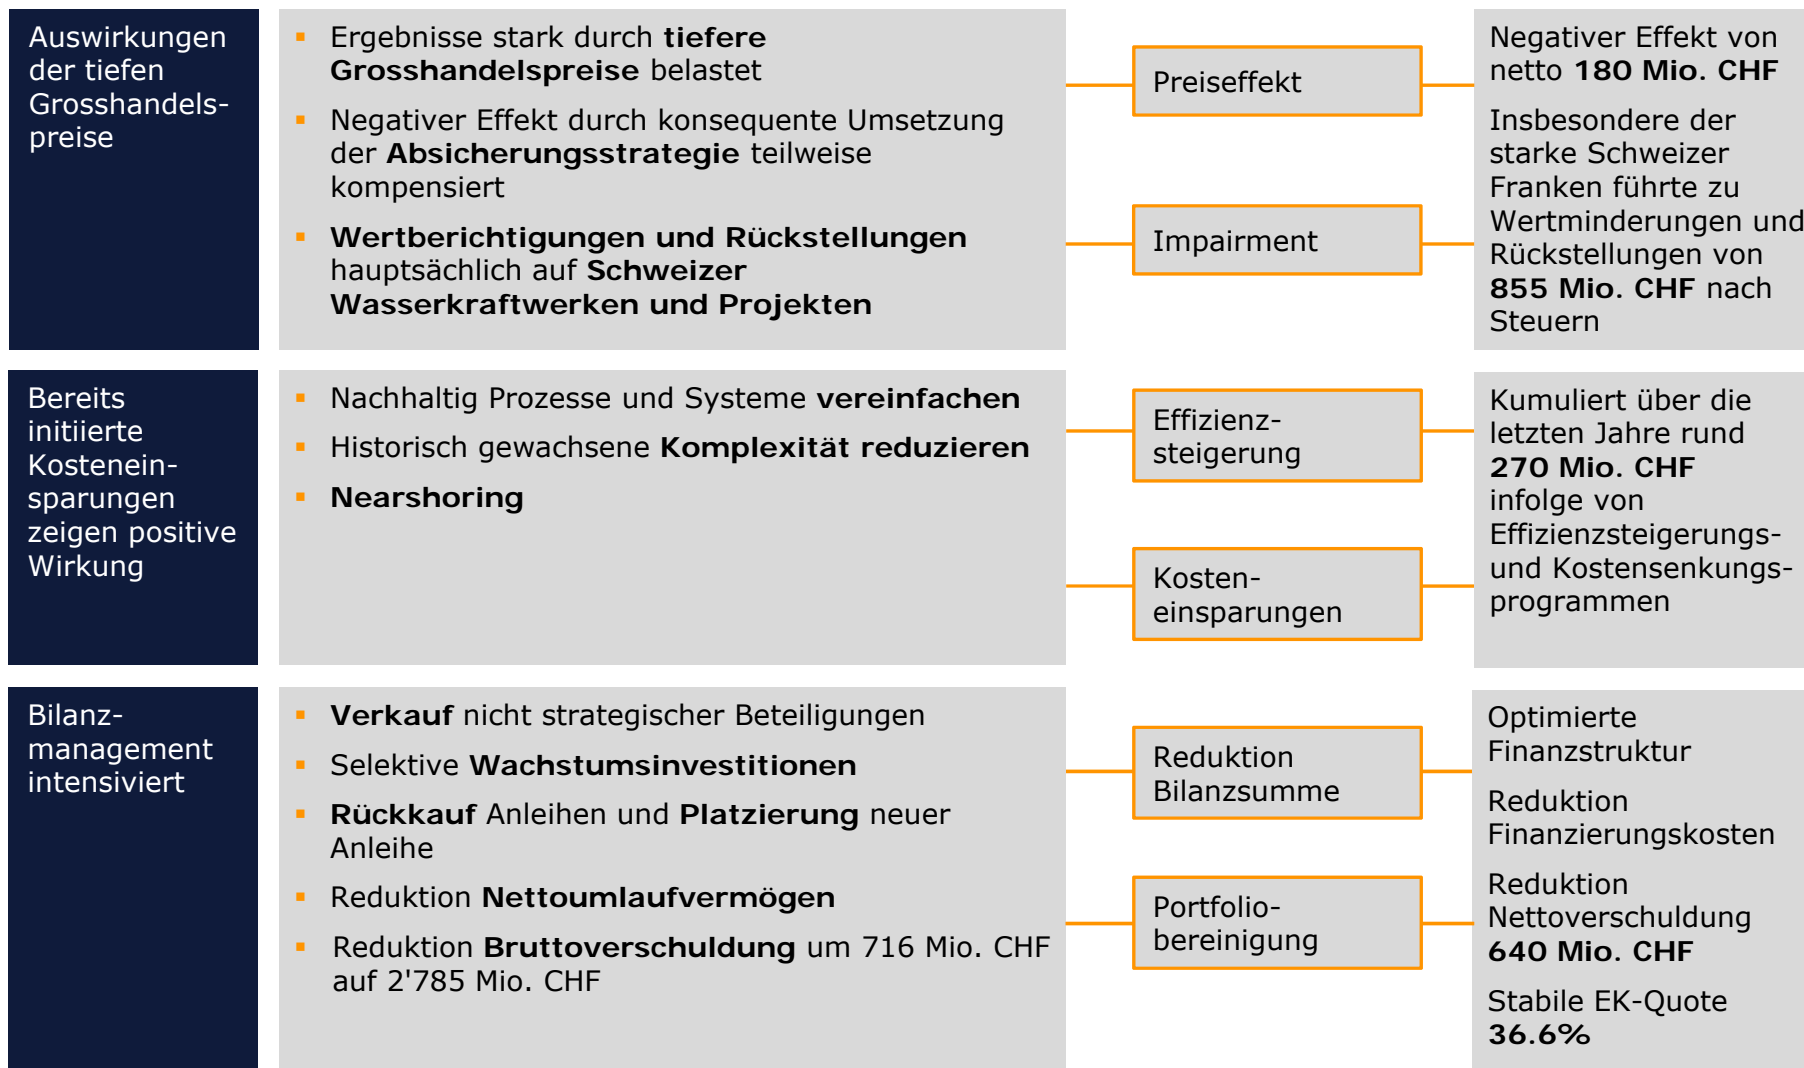 Auswirkungen
der tiefen
Grosshandels-
preise
▪ Ergebnisse stark durch tiefere
Grosshandelspreise belastet
▪ Negativer Effekt durch konsequente Umsetzung
der Absicherungsstrategie teilweise
kompensiert
▪ Wertberichtigungen und Rückstellungen
hauptsächlich auf Schweizer
Wasserkraftwerken und Projekten
Preiseffekt
Impairment
Negativer Effekt von
netto 180 Mio. CHF
Insbesondere der
starke Schweizer
Franken führte zu
Wertminderungen und
Rückstellungen von
855 Mio. CHF nach
Steuern
Bereits
initiierte
Kostenein-
sparungen
zeigen positive
Wirkung
▪ Nachhaltig Prozesse und Systeme vereinfachen
▪ Historisch gewachsene Komplexität reduzieren
▪ Nearshoring
Effizienz-
steigerung
Kosten-
einsparungen
Kumuliert über die
letzten Jahre rund
270 Mio. CHF
infolge von
Effizienzsteigerungs-
und Kostensenkungs-
programmen
Bilanz-
management
intensiviert
▪ Verkauf nicht strategischer Beteiligungen
▪ Selektive Wachstumsinvestitionen
▪ Rückkauf Anleihen und Platzierung neuer
Anleihe
▪ Reduktion Nettoumlaufvermögen
▪ Reduktion Bruttoverschuldung um 716 Mio. CHF
auf 2'785 Mio. CHF
Reduktion
Bilanzsumme
Portfolio-
bereinigung
Optimierte
Finanzstruktur
Reduktion
Finanzierungskosten
Reduktion
Nettoverschuldung
640 Mio. CHF
Stabile EK-Quote
36.6%